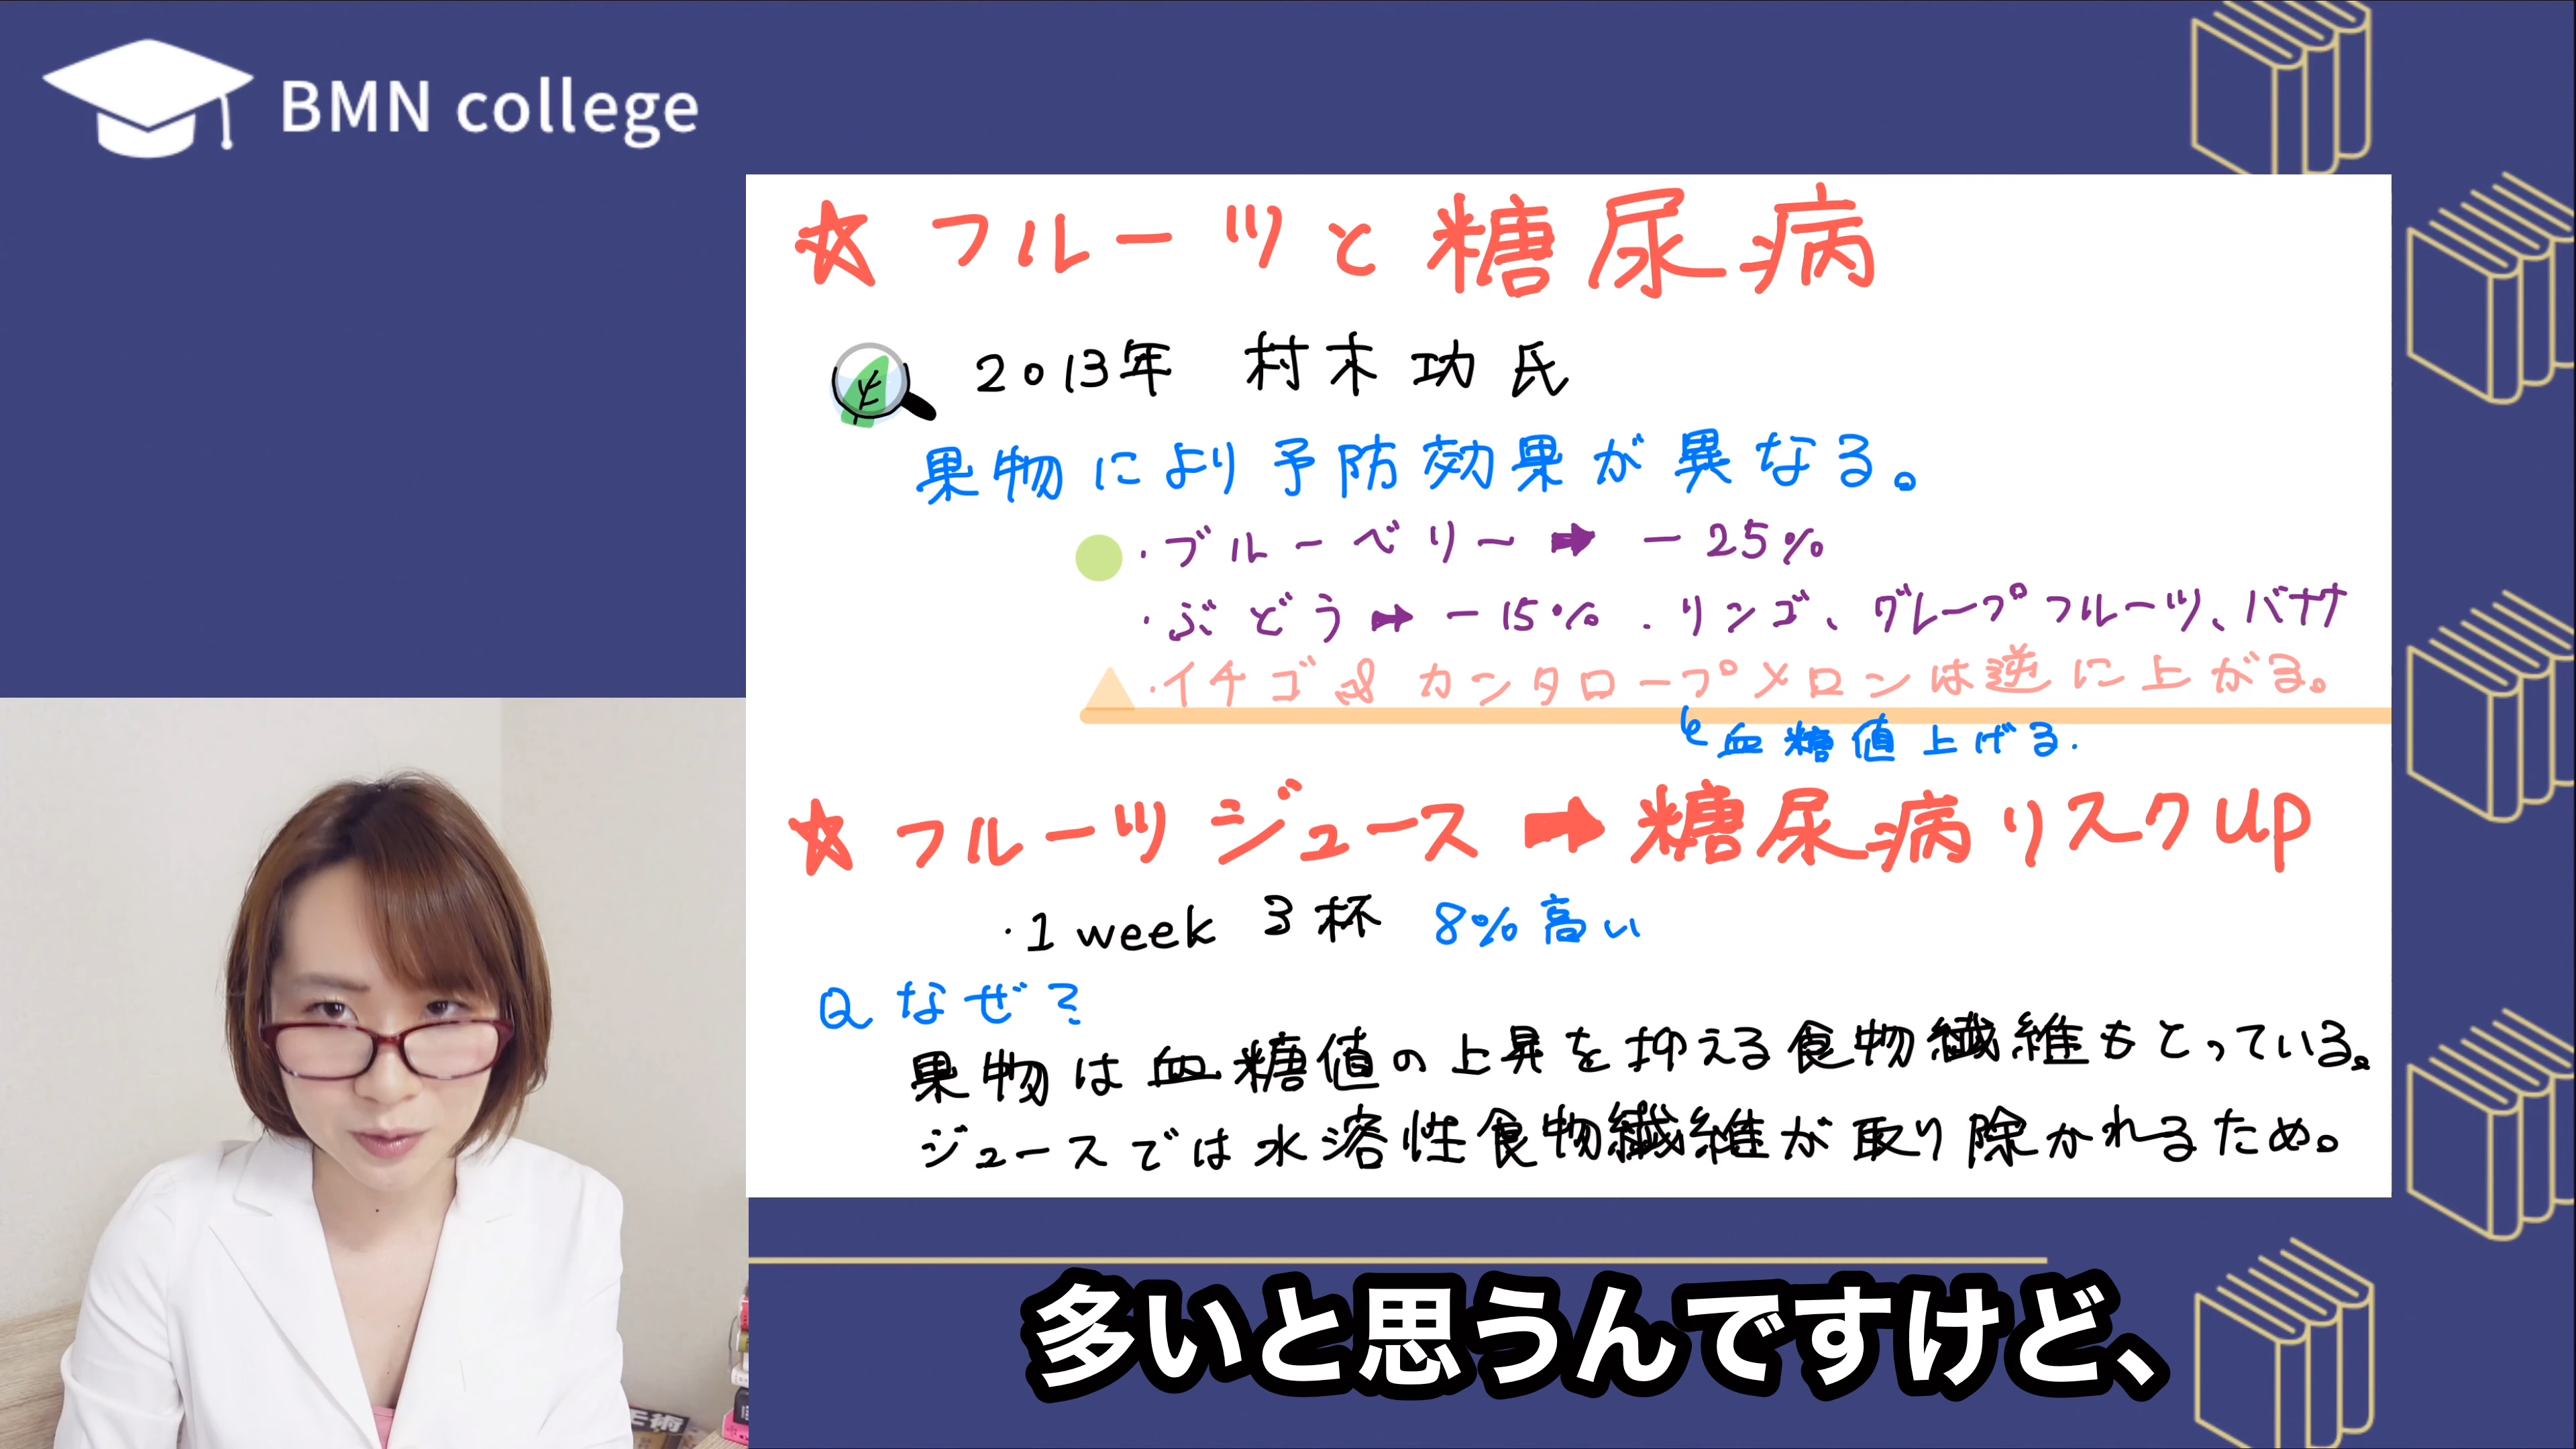 BMN college
☆ フルーツと糖尿病
2013年 村木功氏
果物により予防効果が異なる。
・ブルーベリー➡ -25%
・ぶどう➡ -15% . リンゴ、グレープフルーツ、バナナ
・イチゴ&カンタロープメロンは逆に上がる。
血糖値上げる.
☆ フルーツジュース➡糖尿病リスクup
・1 week 3杯 8%高い
Q なぜ?
果物は血糖値の上昇を抑える食物繊維もとっている。
ジュースでは水溶性食物繊維が取り除かれるため。
多いと思うんですけど、